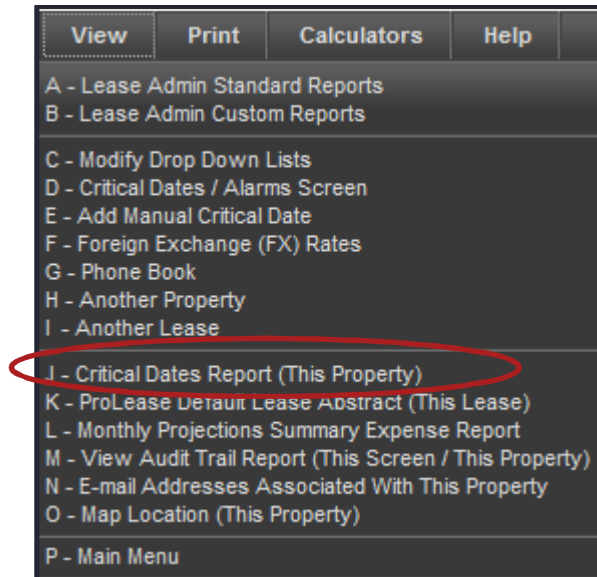 View Print Calculators Help
A - Lease Admin Standard Reports
B - Lease Admin Custom Reports
C - Modify Drop Down Lists
D - Critical Dates / Alarms Screen
E - Add Manual Critical Date
F - Foreign Exchange (FX) Rates
G - Phone Book
H - Another Property
I - Another Lease
J - Critical Dates Report (This Property)
K - ProLease Default Lease Abstract (This Lease)
L - Monthly Projections Summary Expense Report
M - View Audit Trail Report (This Screen / This Property)
N - E-mail Addresses Associated With This Property
O - Map Location (This Property)
P - Main Menu